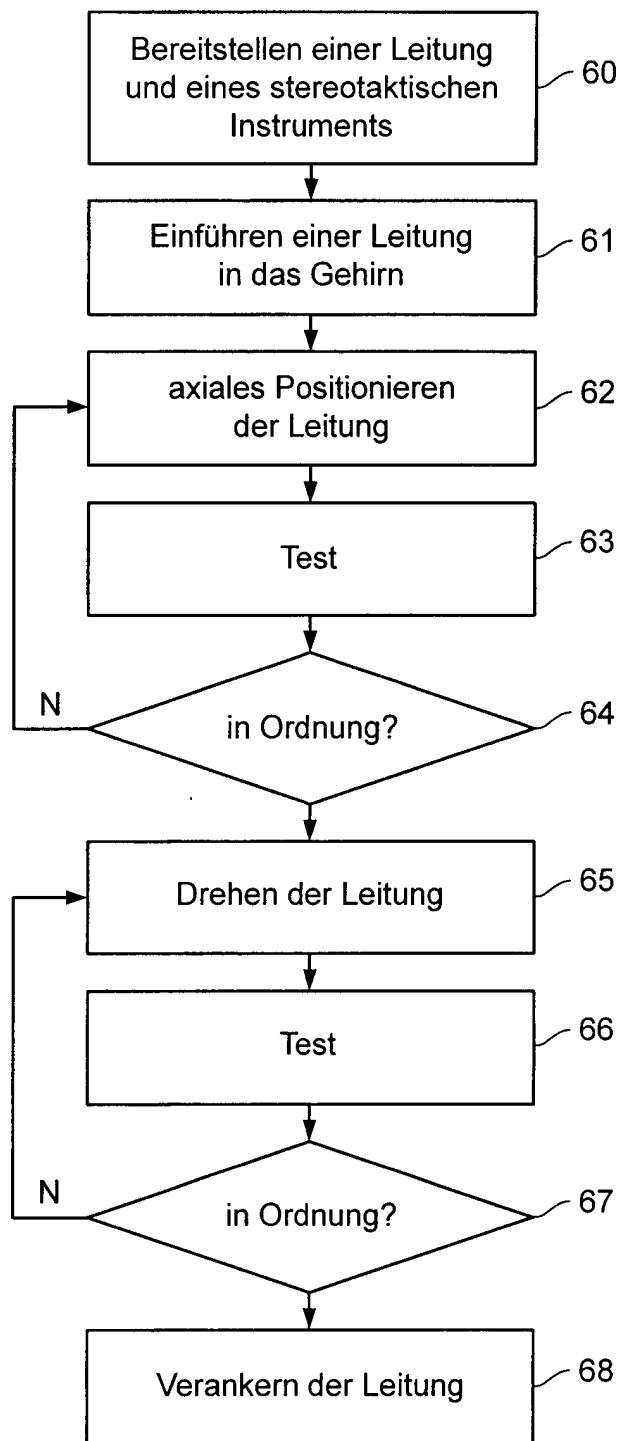 Bereitstellen einer Leitung
und eines stereotaktischen
Instruments
60
Einführen einer Leitung
in das Gehirn
61
axiales Positionieren
der Leitung
62
Test
63
in Ordnung?
64
N
Drehen der Leitung
65
Test
66
in Ordnung?
67
N
Verankern der Leitung
68